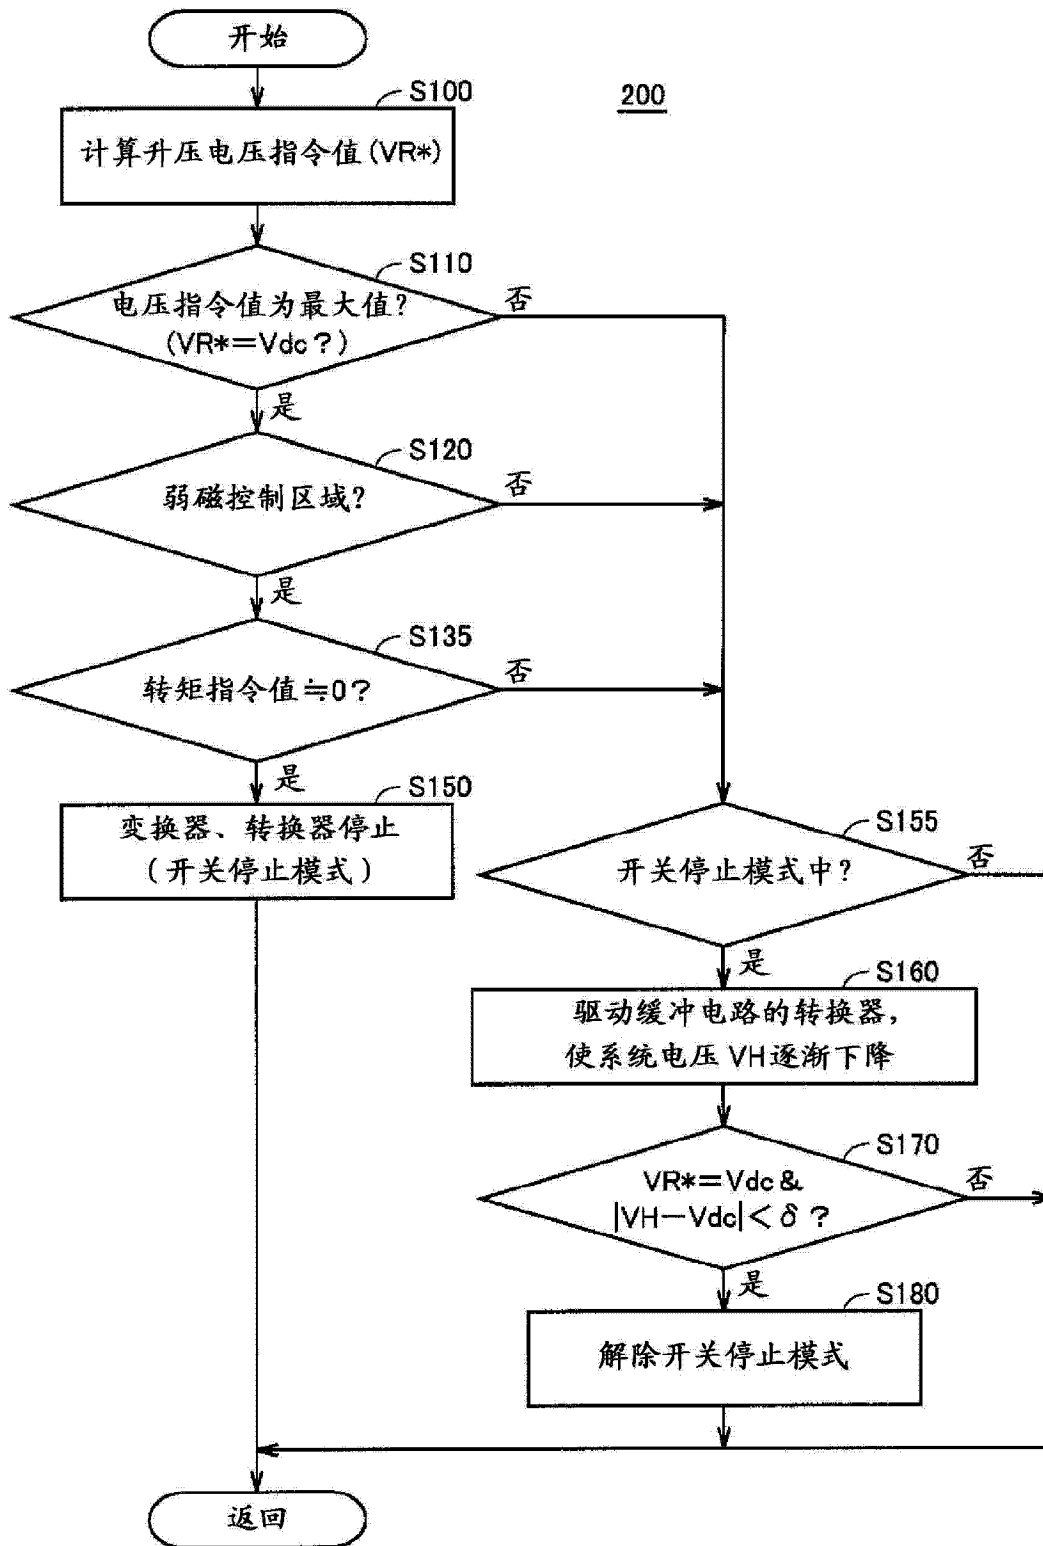 开始
S100
200
计算升压电压指令值(VR*)
S110
电压指令值为最大值?
(VR*=Vdc?)
否
是
S120
弱磁控制区域?
否
是
S135
转矩指令值≒0?
否
是
S150
变换器、转换器停止
(开关停止模式)
S155
开关停止模式中?
否
是
S160
驱动缓冲电路的转换器,
使系统电压VH逐渐下降
S170
VR*=Vdc &
|VH-Vdc|<δ?
否
是
S180
解除开关停止模式
返回